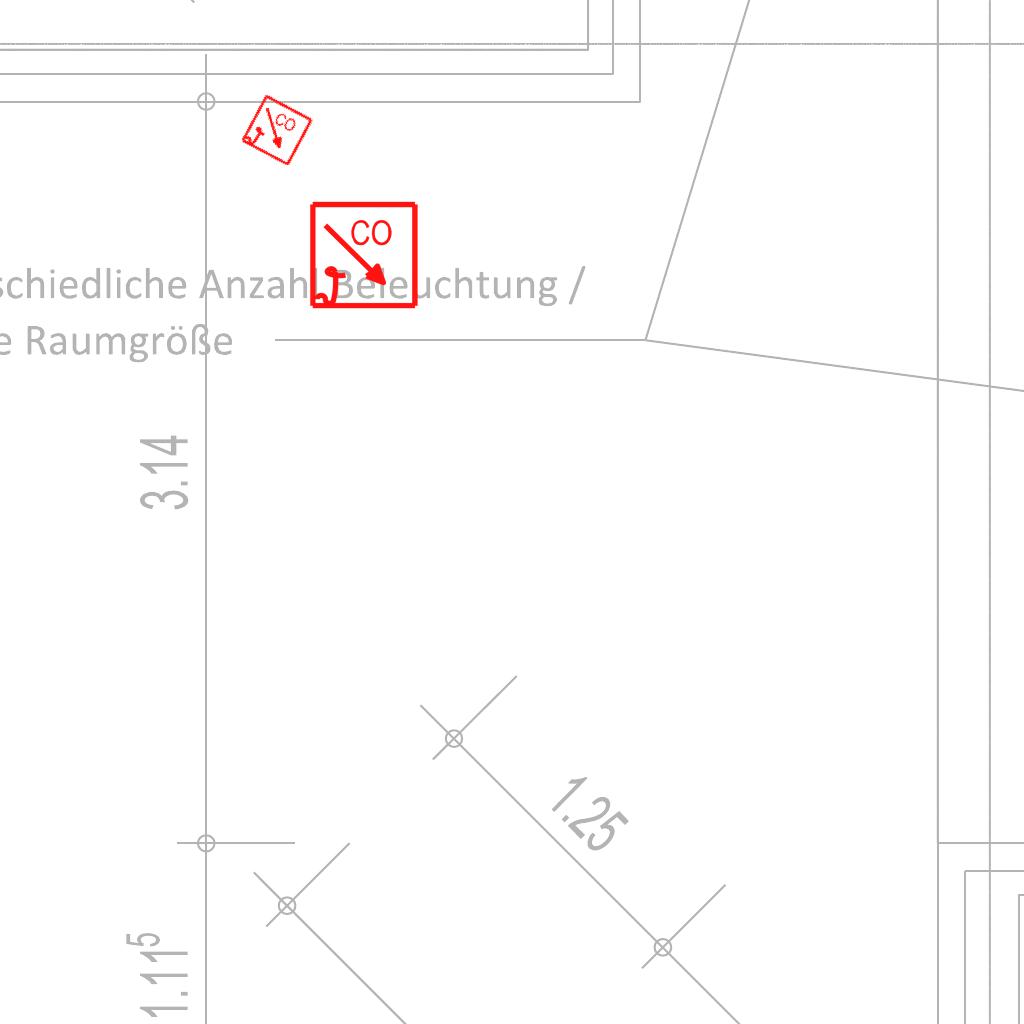 CO
CO
schiedliche Anzahl Beleuchtung /
e Raumgröße
3.14
1.25
1.11⁵